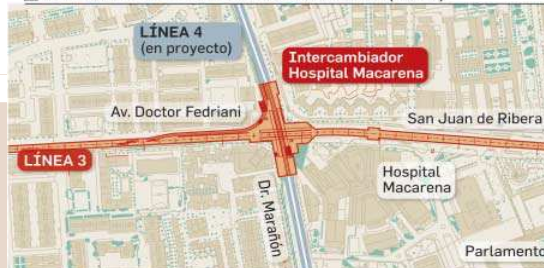 LÍNEA 4
(en proyecto)
Intercambiador
Hospital Macarena
Av. Doctor Fedriani
San Juan de Ribera
LÍNEA 3
Hospital
Macarena
Dr. Marañón
Parlamento